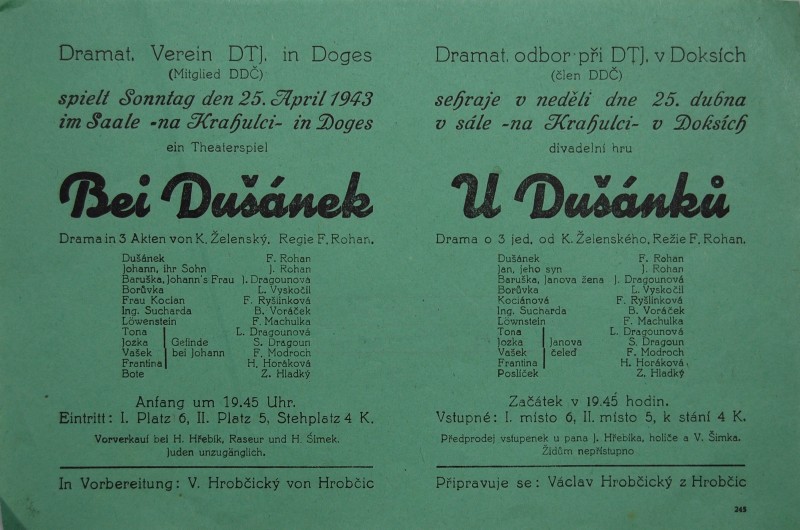 Dramat. Verein DTJ. in Doges
(Mitglied DDČ)
spielt Sonntag den 25. April 1943
im Saale -na Krahulci- in Doges
ein Theaterspiel
Bei Dušánek
Drama in 3 Akten von K. Želenský. Regie F. Rohan.
Dušánek F. Rohan
Johann, ihr Sohn J. Rohan
Baruška, Johann's Frau J. Dragounová
Borůvka L. Vyskočil
Frau Kocian F. Ryšlinková
Ing. Sucharda B. Voráček
Löwenstein F. Machulka
Tona L. Dragounová
Jozka Gefinde S. Dragoun
Vašek bei Johann F. Modroch
Frantina H. Horáková
Bote Z. Hladký
Anfang um 19.45 Uhr.
Eintritt: I. Platz 6, II. Platz 5, Stehplatz 4 K.
Vorverkauf bei H. Hřebík, Raseur und H. Šimek.
Juden unzugänglich.
In Vorbereitung: V. Hrobčický von Hrobčic
Dramat. odbor při DTJ. v Doksích
(člen DDČ)
sehraje v neděli dne 25. dubna
v sále -na Krahulci- v Doksích
divadelní hru
U Dušánků
Drama o 3 jed. od K. Želenského. Režie F. Rohan.
Dušánek F. Rohan
Jan, jeho syn J. Rohan
Baruška, Janova žena J. Dragounová
Borůvka L. Vyskočil
Kociánová F. Ryšlinková
Ing. Sucharda B. Voráček
Löwnstein F. Machulka
Tona L. Dragounová
Jozka Janova S. Dragoun
Vašek čeleď F. Modroch
Frantina H. Horáková
Poslíček Z. Hladký
Začátek v 19.45 hodin.
Vstupné: I. místo 6, II. místo 5, k stání 4 K.
Předprodej vstupenek u pana J. Hřebíka, holiče a V. Šimka.
Židům nepřístupno
Připravuje se: Václav Hrobčický z Hrobčic
245